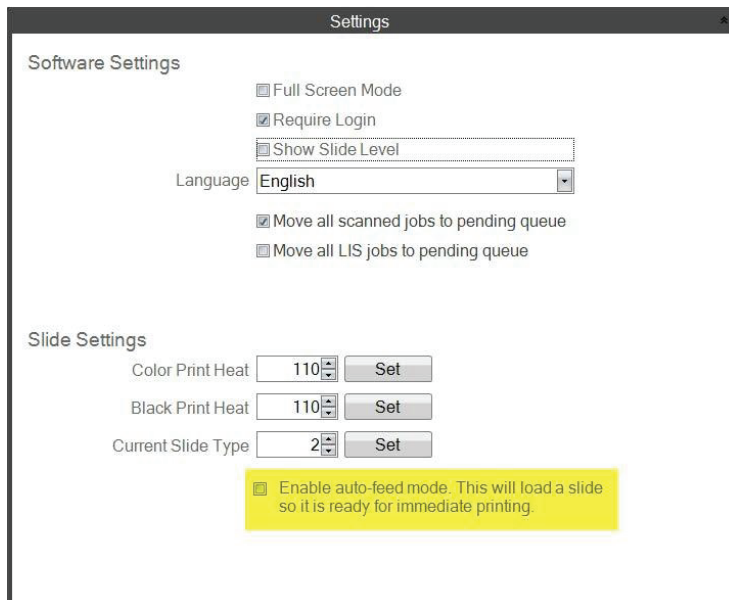 Settings
Software Settings
Full Screen Mode
Require Login
Show Slide Level
Language English
Move all scanned jobs to pending queue
Move all LIS jobs to pending queue
Slide Settings
Color Print Heat 110 Set
Black Print Heat 110 Set
Current Slide Type 2 Set
Enable auto-feed mode. This will load a slide
so it is ready for immediate printing.